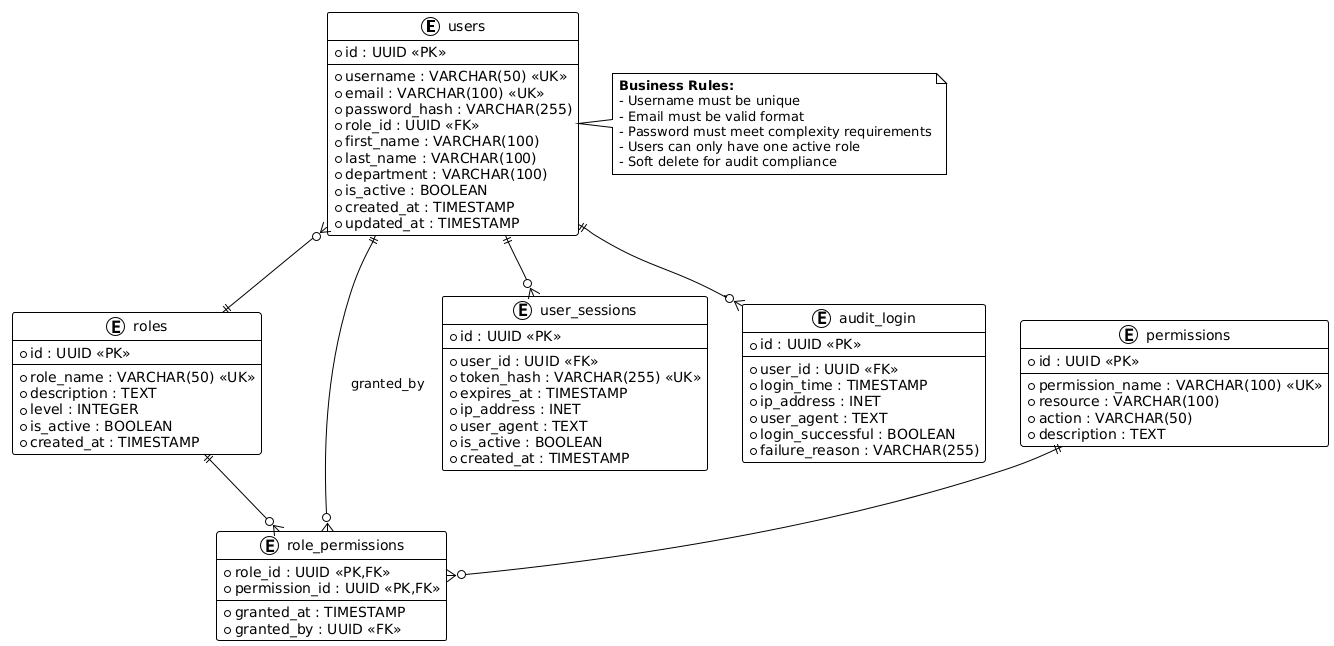 E users
id : UUID «PK»
username : VARCHAR(50) «UK»
email : VARCHAR(100) «UK»
password_hash : VARCHAR(255)
role_id : UUID «FK»
first_name : VARCHAR(100)
last_name : VARCHAR(100)
department : VARCHAR(100)
is_active : BOOLEAN
created_at : TIMESTAMP
updated_at : TIMESTAMP
Business Rules:
- Username must be unique
- Email must be valid format
- Password must meet complexity requirements
- Users can only have one active role
- Soft delete for audit compliance
E roles
id : UUID «PK»
role_name : VARCHAR(50) «UK»
description : TEXT
level : INTEGER
is_active : BOOLEAN
created_at : TIMESTAMP
granted_by
E user_sessions
id : UUID «PK»
user_id : UUID «FK»
token_hash : VARCHAR(255) «UK»
expires_at : TIMESTAMP
ip_address : INET
user_agent : TEXT
is_active : BOOLEAN
created_at : TIMESTAMP
E audit_login
id : UUID «PK»
user_id : UUID «FK»
login_time : TIMESTAMP
ip_address : INET
user_agent : TEXT
login_successful : BOOLEAN
failure_reason : VARCHAR(255)
E permissions
id : UUID «PK»
permission_name : VARCHAR(100) «UK»
resource : VARCHAR(100)
action : VARCHAR(50)
description : TEXT
E role_permissions
role_id : UUID «PK,FK»
permission_id : UUID «PK,FK»
granted_at : TIMESTAMP
granted_by : UUID «FK»